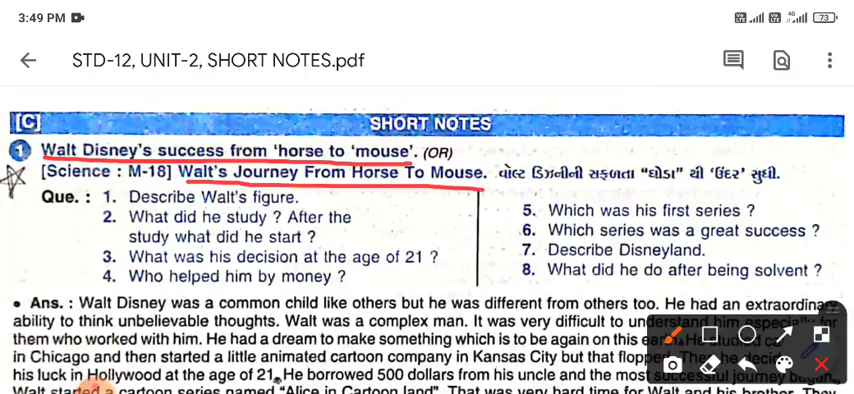 3:49 PM
4G
73
STD-12, UNIT-2, SHORT NOTES.pdf
[C] SHORT NOTES
1 Walt Disney's success from 'horse to 'mouse'. (OR)
[Science : M-18] Walt's Journey From Horse To Mouse. વોલ્ટ ડિઝનીની સફળતા "ઘોડા" થી 'ઉંદર' સુધી.
Que. : 1. Describe Walt's figure.
2. What did he study ? After the
study what did he start ?
3. What was his decision at the age of 21 ?
4. Who helped him by money ?
5. Which was his first series ?
6. Which series was a great success ?
7. Describe Disneyland.
8. What did he do after being solvent ?
• Ans. : Walt Disney was a common child like others but he was different from others too. He had an extraordinary
ability to think unbelievable thoughts. Walt was a complex man. It was very difficult to understand him especially for
them who worked with him. He had a dream to make something which is to be again on this earth. He studied
in Chicago and then started a little animated cartoon company in Kansas City but that flopped. Then he
his luck in Hollywood at the age of 21. He borrowed 500 dollars from his uncle and the most successful journey began.
Walt started a cartoon series named "Alice in Cartoon land". That was very hard time for Walt and his brother. They